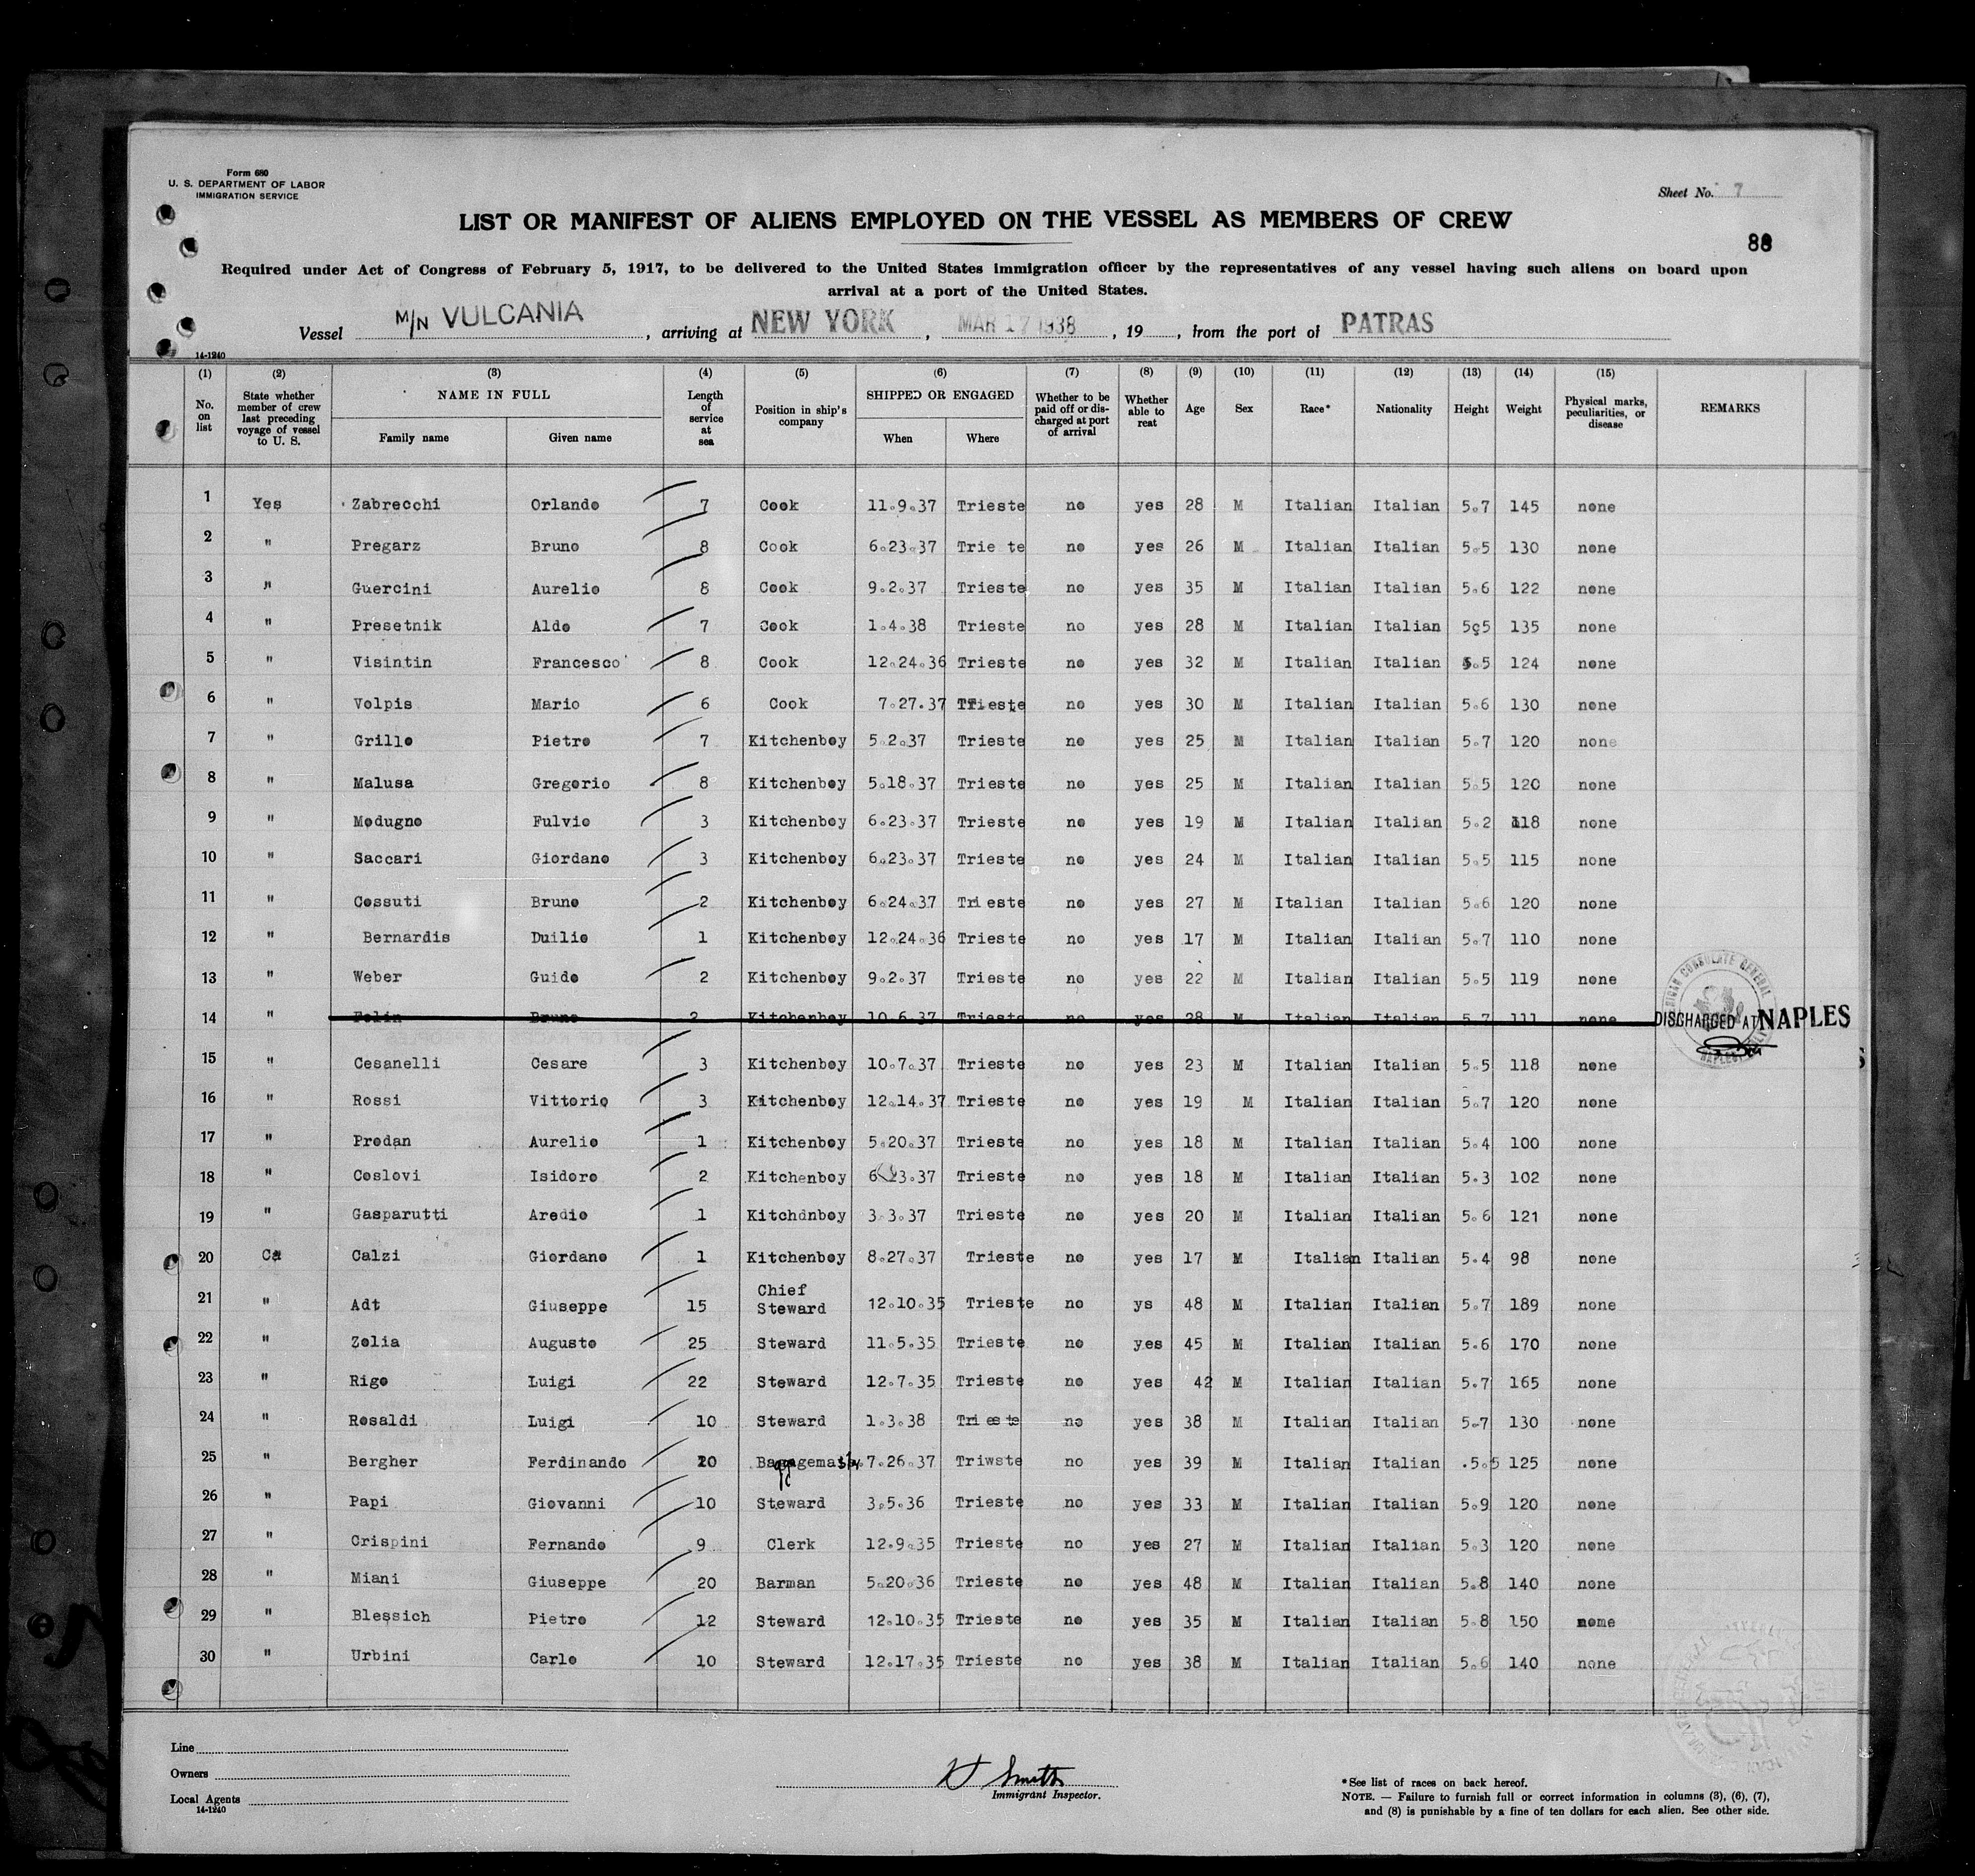 Form 680
U. S. DEPARTMENT OF LABOR
IMMIGRATION SERVICE
Sheet No. 7
LIST OR MANIFEST OF ALIENS EMPLOYED ON THE VESSEL AS MEMBERS OF CREW
Required under Act of Congress of February 5, 1917, to be delivered to the United States immigration officer by the representatives of any vessel having such aliens on board upon
arrival at a port of the United States.
Vessel M/N VULCANIA, arriving at NEW YORK, MAR 17 1938, 19, from the port of PATRAS
14-1240
(1) (2) (3) (4) (5) (6) (7) (8) (9) (10) (11) (12) (13) (14) (15)
No. on list
State whether member of crew last preceding voyage of vessel to U. S.
NAME IN FULL
Family name Given name
Length of service at sea
Position in ship's company
SHIPPED OR ENGAGED
When Where
Whether to be paid off or discharged at port of arrival
Whether able to reat
Age Sex Race* Nationality Height Weight
Physical marks, peculiarities, or disease
REMARKS
1 Yes Zabrecchi Orlando 7 Cook 11.9.37 Trieste no yes 28 M Italian Italian 5.7 145 none
2 " Pregarz Bruno 8 Cook 6.23.37 Trie te no yes 26 M Italian Italian 5.5 130 none
3 " Guercini Aurelio 8 Cook 9.2.37 Trieste no yes 35 M Italian Italian 5.6 122 none
4 " Presetnik Aldo 7 Cook 1.4.38 Trieste no yes 28 M Italian Italian 5g5 135 none
5 " Visintin Francesco 8 Cook 12.24.36 Trieste no yes 32 M Italian Italian 5.5 124 none
6 " Volpis Mario 6 Cook 7.27.37 Trieste no yes 30 M Italian Italian 5.6 130 none
7 " Grillo Pietro 7 Kitchenboy 5.2.37 Trieste no yes 25 M Italian Italian 5.7 120 none
8 " Malusa Gregorio 8 Kitchenboy 5.18.37 Trieste no yes 25 M Italian Italian 5.5 120 none
9 " Modugno Fulvio 3 Kitchenboy 6.23.37 Trieste no yes 19 M Italian Italian 5.2 118 none
10 " Saccari Giordano 3 Kitchenboy 6.23.37 Trieste no yes 24 M Italian Italian 5.5 115 none
11 " Cossuti Bruno 2 Kitchenboy 6.24.37 Trieste no yes 27 M Italian Italian 5.6 120 none
12 " Bernardis Duilio 1 Kitchenboy 12.24.36 Trieste no yes 17 M Italian Italian 5.7 110 none
13 " Weber Guido 2 Kitchenboy 9.2.37 Trieste no yes 22 M Italian Italian 5.5 119 none
14 " Bruno 2 Kitchenboy 10.6.37 Trieste no yes 28 M Italian Italian 5.7 111 none DISCHARGED AT NAPLES
15 " Cesanelli Cesare 3 Kitchenboy 10.7.37 Trieste no yes 23 M Italian Italian 5.5 118 none
16 " Rossi Vittorio 3 Kitchenboy 12.14.37 Trieste no yes 19 M Italian Italian 5.7 120 none
17 " Prodan Aurelio 1 Kitchenboy 5.20.37 Trieste no yes 18 M Italian Italian 5.4 100 none
18 " Coslovi Isidoro 2 Kitchenboy 6.23.37 Trieste no yes 18 M Italian Italian 5.3 102 none
19 " Gasparutti Aredio 1 Kitchdnboy 3.3.37 Trieste no yes 20 M Italian Italian 5.6 121 none
20 Ca Calzi Giordano 1 Kitchenboy 8.27.37 Trieste no yes 17 M Italian Italian 5.4 98 none
21 " Adt Giuseppe 15 Chief Steward 12.10.35 Trieste no ys 48 M Italian Italian 5.7 189 none
22 " Zolia Augusto 25 Steward 11.5.35 Trieste no yes 45 M Italian Italian 5.6 170 none
23 " Rigo Luigi 22 Steward 12.7.35 Trieste no yes 42 M Italian Italian 5.7 165 none
24 " Rosaldi Luigi 10 Steward 1.3.38 Trieste no yes 38 M Italian Italian 5.7 130 none
25 " Bergher Ferdinando 20 Baggagemast. 7.26.37 Triwste no yes 39 M Italian Italian .5.5 125 none
26 " Papi Giovanni 10 Steward 3.5.36 Trieste no yes 33 M Italian Italian 5.9 120 none
27 " Crispini Fernando 9 Clerk 12.9.35 Trieste no yes 27 M Italian Italian 5.3 120 none
28 " Miani Giuseppe 20 Barman 5.20.36 Trieste no yes 48 M Italian Italian 5.8 140 none
29 " Blessich Pietro 12 Steward 12.10.35 Trieste no yes 35 M Italian Italian 5.8 150 none
30 " Urbini Carlo 10 Steward 12.17.35 Trieste no yes 38 M Italian Italian 5.6 140 none
Line
Owners
Local Agents
14-1240
Smith
Immigrant Inspector.
*See list of races on back hereof.
NOTE. — Failure to furnish full or correct information in columns (3), (6), (7),
and (8) is punishable by a fine of ten dollars for each alien. See other side.